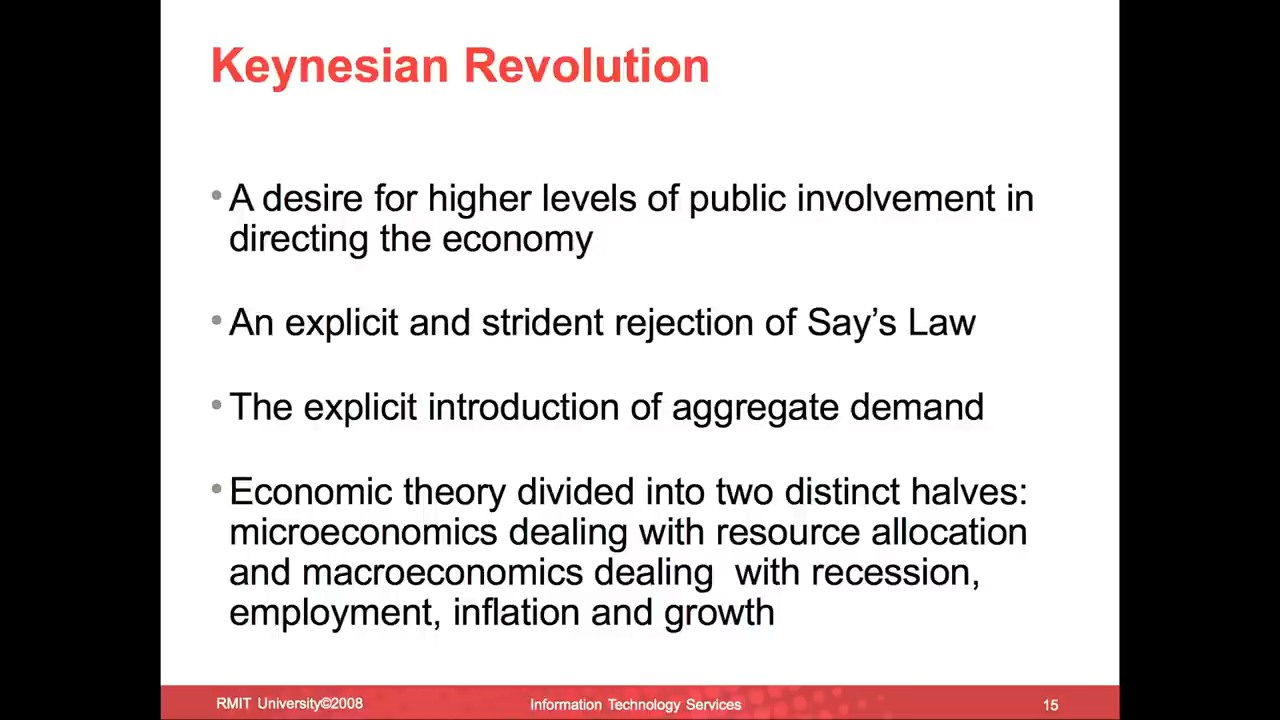 Keynesian Revolution
• A desire for higher levels of public involvement in
directing the economy
• An explicit and strident rejection of Say’s Law
• The explicit introduction of aggregate demand
• Economic theory divided into two distinct halves:
microeconomics dealing with resource allocation
and macroeconomics dealing  with recession,
employment, inflation and growth
RMIT University©2008
Information Technology Services
15